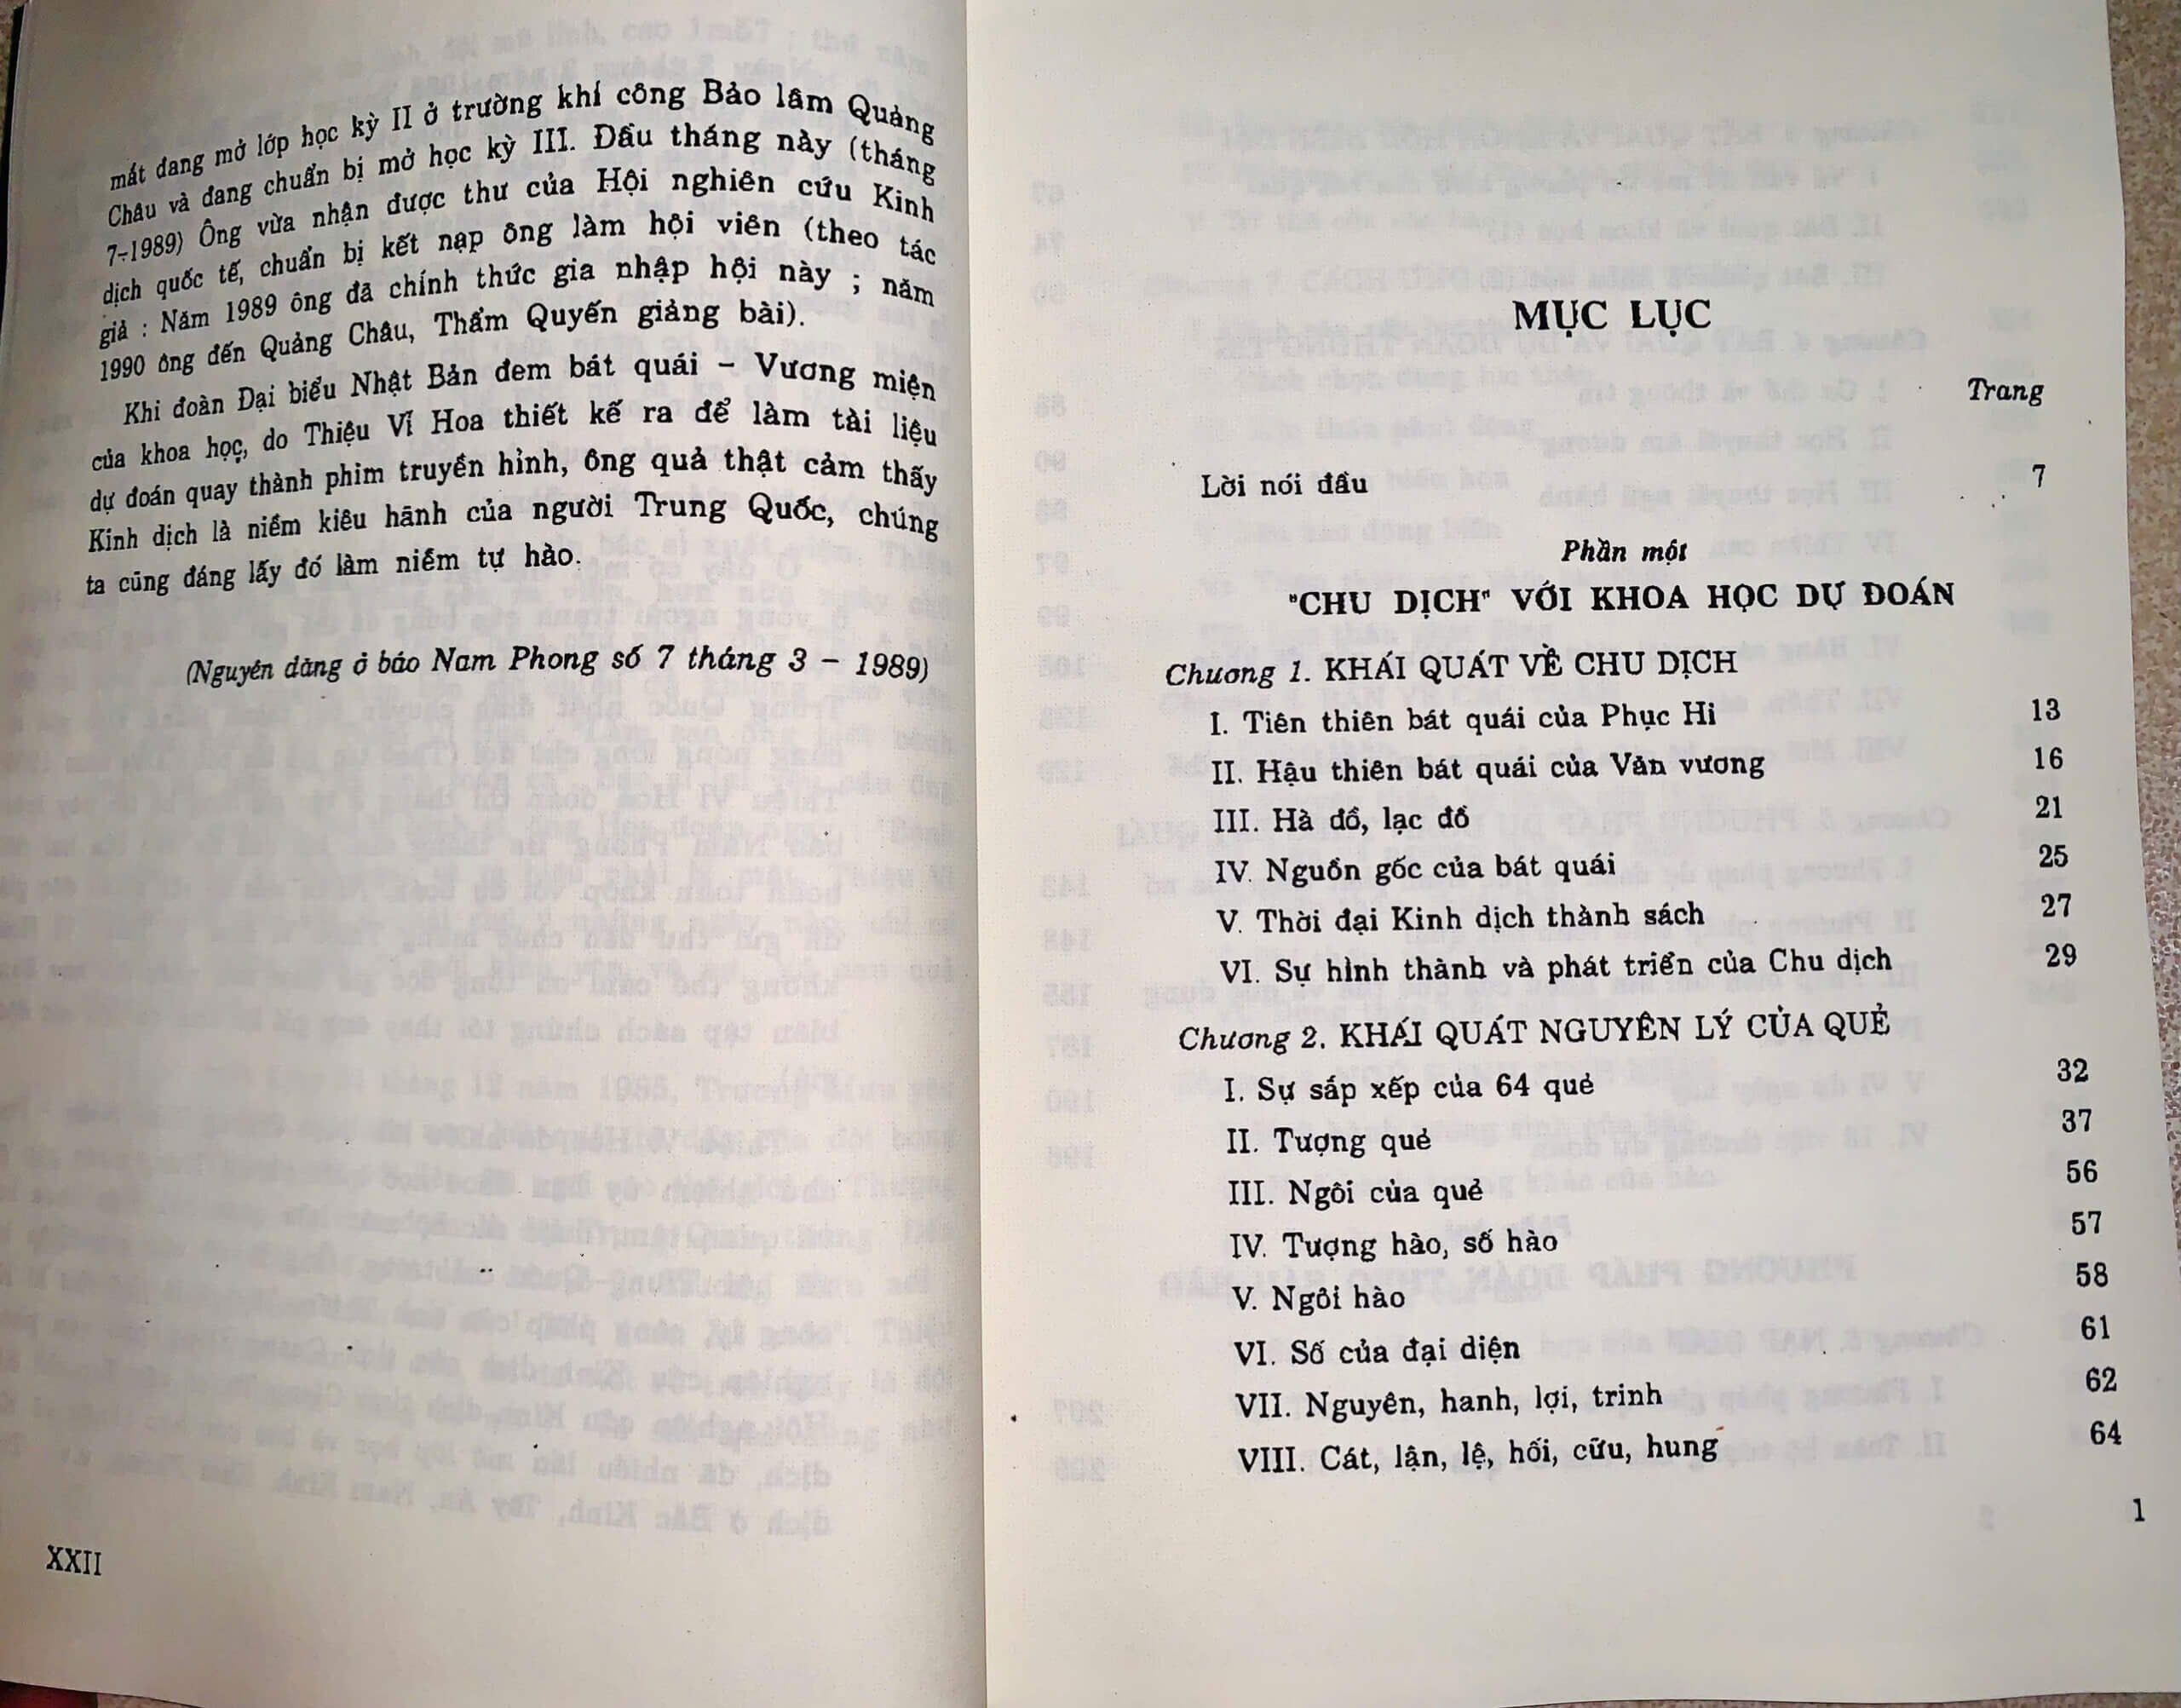 mắt đang mở lớp học kỳ II ở trường khí công Bảo lâm Quảng
Châu và đang chuẩn bị mở học kỳ III. Đầu tháng này (tháng
7-1989) Ông vừa nhận được thư của Hội nghiên cứu Kinh
dịch quốc tế, chuẩn bị kết nạp ông làm hội viên (theo tác
giả : Năm 1989 ông đã chính thức gia nhập hội này ; năm
1990 ông đến Quảng Châu, Thẩm Quyến giảng bài).
Khi đoàn Đại biểu Nhật Bản đem bát quái – Vương miện
của khoa học, do Thiệu Vĩ Hoa thiết kế ra để làm tài liệu
dự đoán quay thành phim truyền hình, ông quả thật cảm thấy
Kinh dịch là niềm kiêu hãnh của người Trung Quốc, chúng
ta cũng đáng lấy đó làm niềm tự hào.
(Nguyên đăng ở báo Nam Phong số 7 tháng 3 – 1989)
XXII
MỤC LỤC
Trang
Lời nói đầu 7
Phần một
"CHU DỊCH" VỚI KHOA HỌC DỰ ĐOÁN
Chương 1. KHÁI QUÁT VỀ CHU DỊCH
I. Tiên thiên bát quái của Phục Hi 13
II. Hậu thiên bát quái của Văn vương 16
III. Hà đồ, lạc đồ 21
IV. Nguồn gốc của bát quái 25
V. Thời đại Kinh dịch thành sách 27
VI. Sự hình thành và phát triển của Chu dịch 29
Chương 2. KHÁI QUÁT NGUYÊN LÝ CỦA QUẺ
I. Sự sắp xếp của 64 quẻ 32
II. Tượng quẻ 37
III. Ngôi của quẻ 56
IV. Tượng hào, số hào 57
V. Ngôi hào 58
VI. Số của đại diện 61
VII. Nguyên, hanh, lợi, trinh 62
VIII. Cát, lận, lệ, hối, cữu, hung 64
1